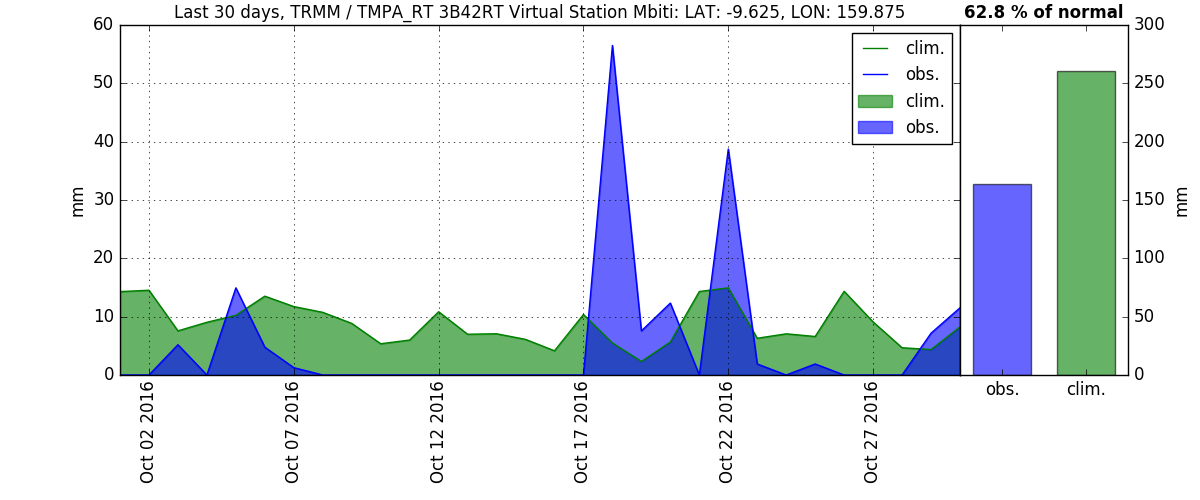 Last 30 days, TRMM / TMPA_RT 3B42RT Virtual Station Mbiti: LAT: -9.625, LON: 159.875
62.8 % of normal
60
50
40
30
20
10
0
mm
clim.
obs.
clim.
obs.
Oct 02 2016
Oct 07 2016
Oct 12 2016
Oct 17 2016
Oct 22 2016
Oct 27 2016
300
250
200
150
100
50
0
mm
obs.
clim.